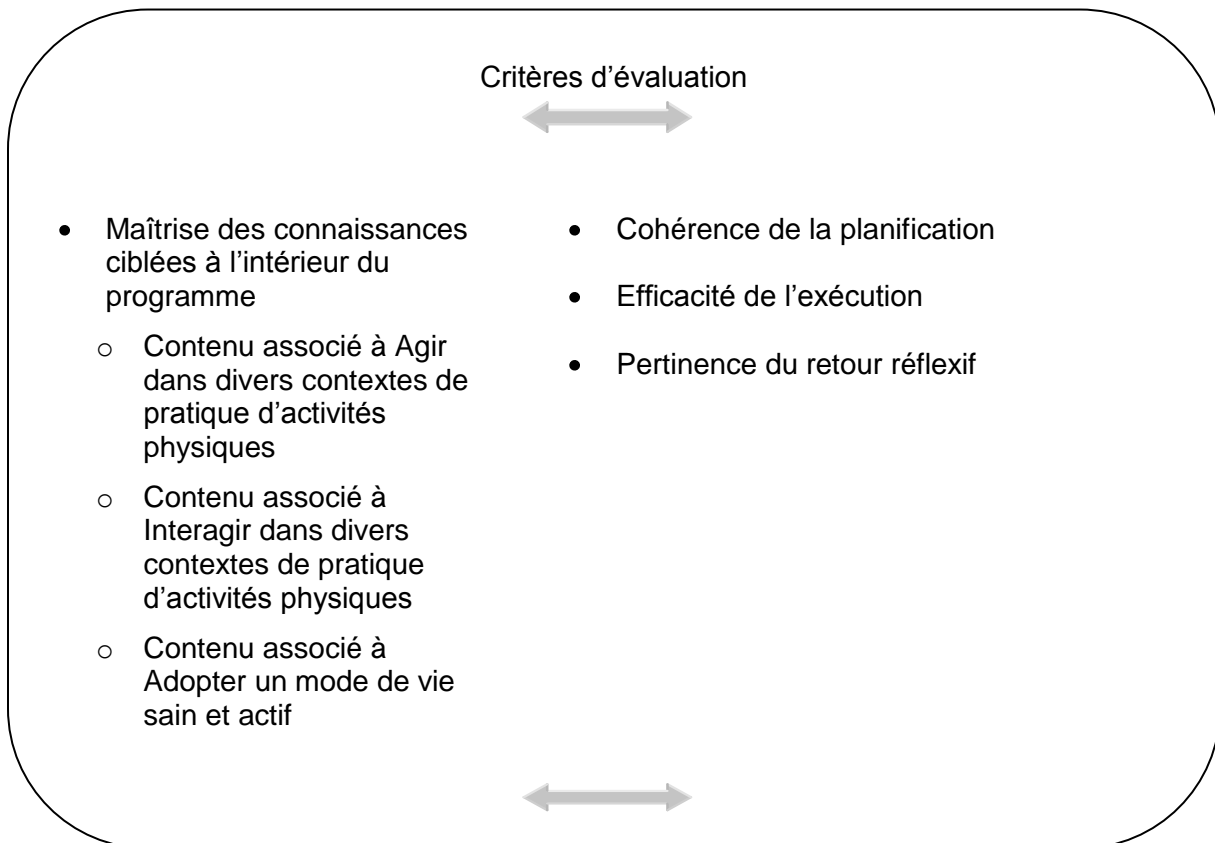 Critères d’évaluation
• Maîtrise des connaissances
ciblées à l’intérieur du
programme
o Contenu associé à Agir
dans divers contextes de
pratique d’activités
physiques
o Contenu associé à
Interagir dans divers
contextes de pratique
d’activités physiques
o Contenu associé à
Adopter un mode de vie
sain et actif
• Cohérence de la planification
• Efficacité de l’exécution
• Pertinence du retour réflexif